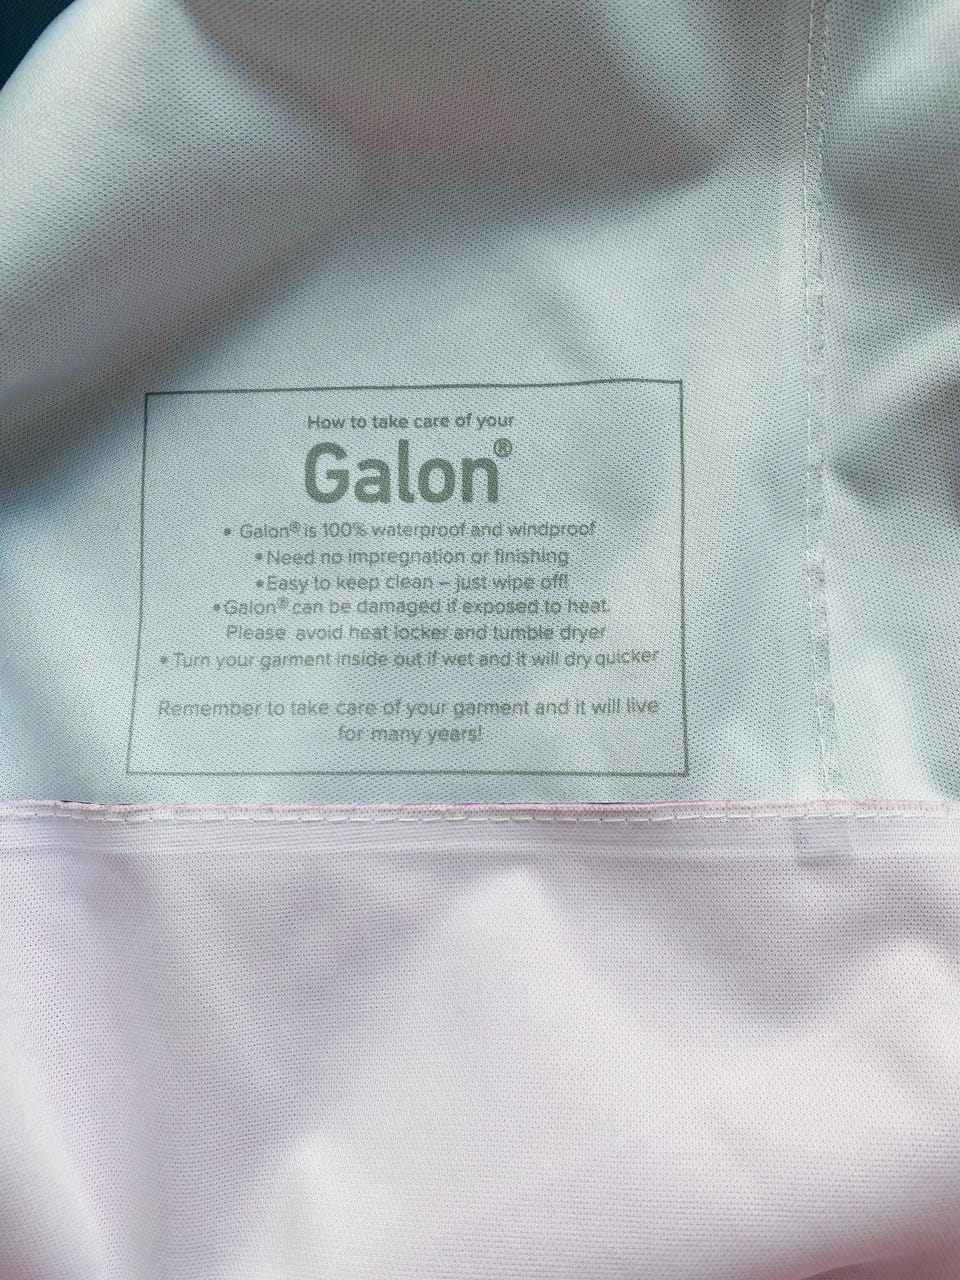 How to take care of your
Galon®
• Galon® is 100% waterproof and windproof
• Need no impregnation or finishing
• Easy to keep clean – just wipe off!
• Galon® can be damaged if exposed to heat.
Please avoid heat locker and tumble dryer
• Turn your garment inside out if wet and it will dry quicker
Remember to take care of your garment and it will live
for many years!